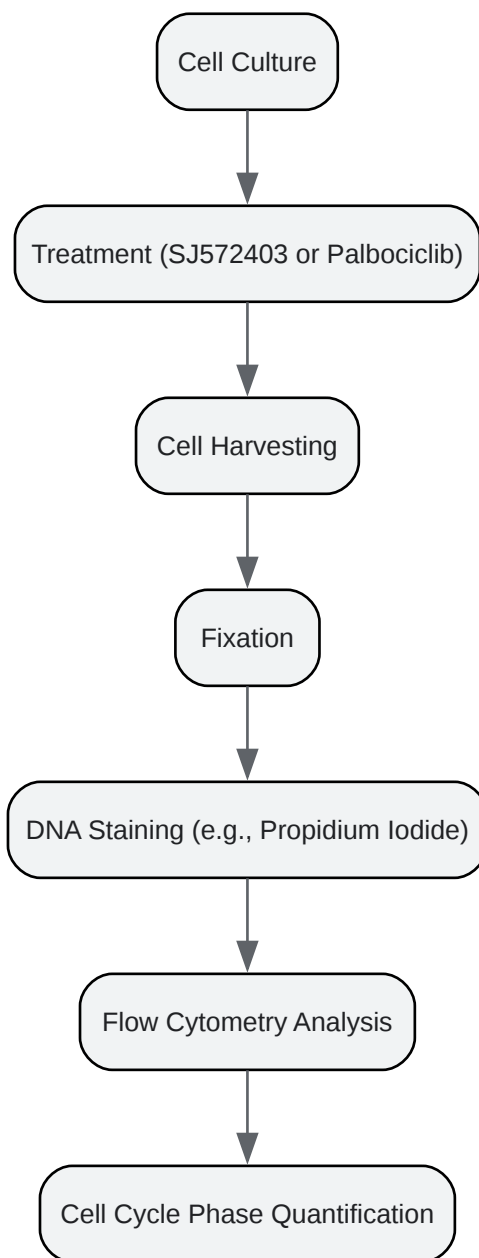 Cell Culture
Treatment (SJ572403 or Palbociclib)
Cell Harvesting
Fixation
DNA Staining (e.g., Propidium Iodide)
Flow Cytometry Analysis
Cell Cycle Phase Quantification